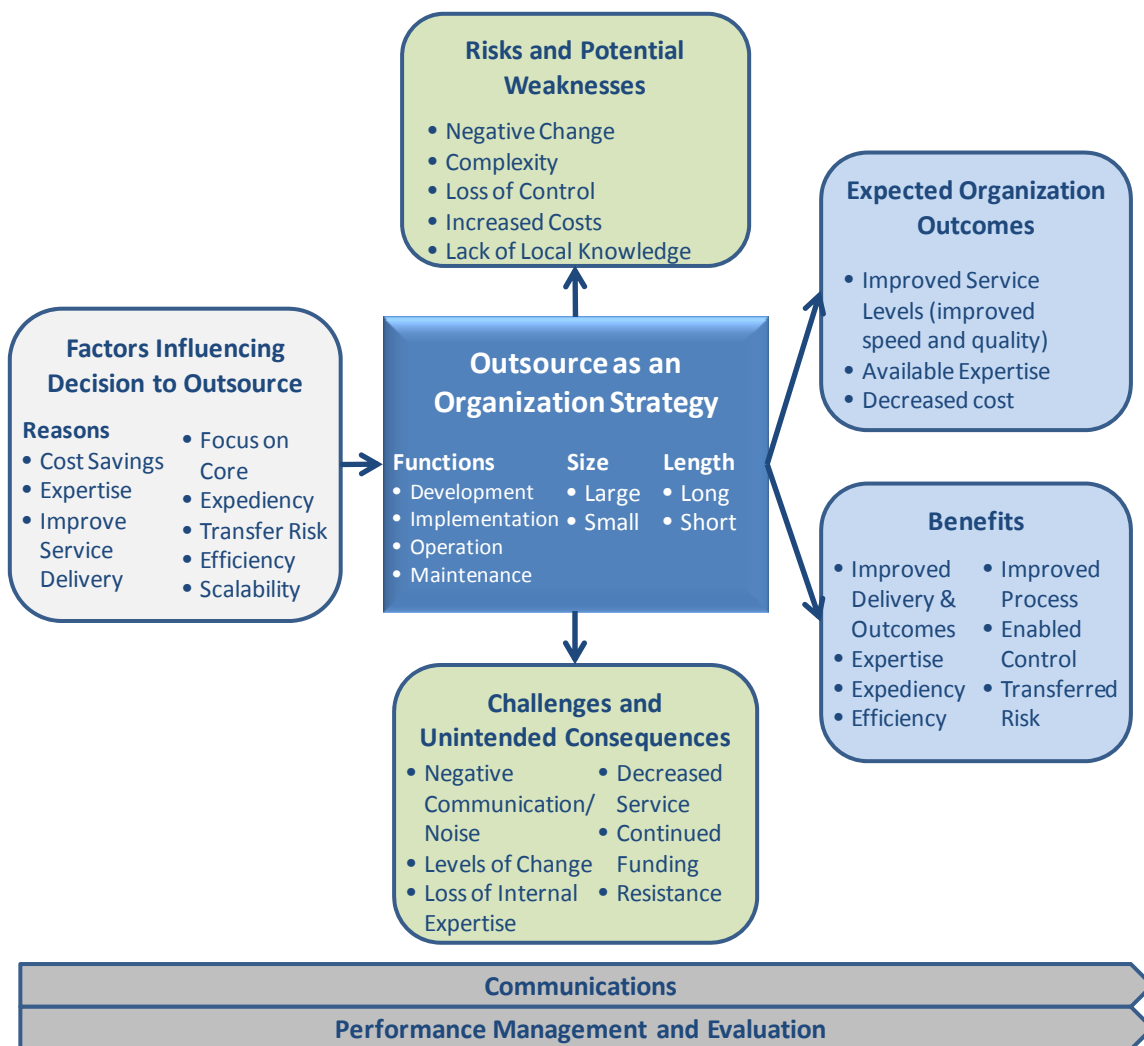 Risks and Potential
Weaknesses
• Negative Change
• Complexity
• Loss of Control
• Increased Costs
• Lack of Local Knowledge
Factors Influencing
Decision to Outsource
Reasons
• Cost Savings
• Expertise
• Improve
Service
Delivery
• Focus on
Core
• Expediency
• Transfer Risk
• Efficiency
• Scalability
Outsource as an
Organization Strategy
Functions
• Development
• Implementation
• Operation
• Maintenance
Size
• Large
• Small
Length
• Long
• Short
Expected Organization
Outcomes
• Improved Service
Levels (improved
speed and quality)
• Available Expertise
• Decreased cost
Benefits
• Improved
Delivery &
Outcomes
• Expertise
• Expediency
• Efficiency
• Improved
Process
• Enabled
Control
• Transferred
Risk
Challenges and
Unintended Consequences
• Negative
Communication/
Noise
• Levels of Change
• Loss of Internal
Expertise
• Decreased
Service
• Continued
Funding
• Resistance
Communications
Performance Management and Evaluation